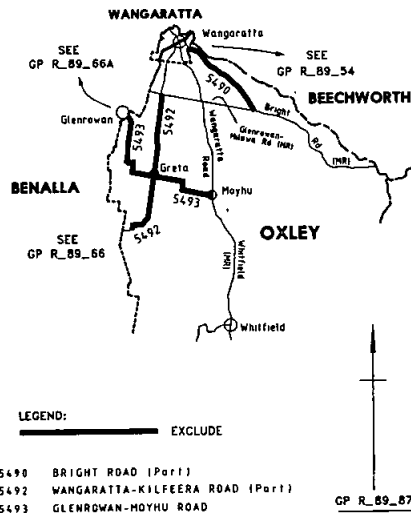 WANGARATTA
Wangaratta
SEE
GP R_89_66A
SEE
GP R_89_54
5490
BEECHWORTH
Glenrowan
5493
5492
Bright
Rd
(MR)
Glenrowan-
Rd (MR)
Wangaratta
Road
Greta
BENALLA
5493
Moyhu
SEE
GP R_89_66
5492
OXLEY
Whitfield
(MR)
Whitfield
LEGEND:
EXCLUDE
5490 BRIGHT ROAD (Part)
5492 WANGARATTA-KILFEERA ROAD (Part)
5493 GLENROWAN-MOYHU ROAD
GP R_89_87